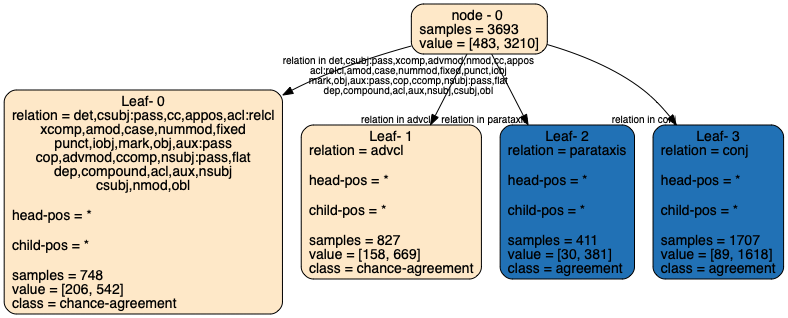 node - 0
samples = 3693
value = [483, 3210]
relation in det,csubj:pass,xcomp,advmod,nmod,cc,appos
acl:relcl,amod,case,nummod,fixed,punct,iobj
mark,obj,aux:pass,cop,ccomp,nsubj:pass,flat
dep,compound,acl,aux,nsubj,csubj,obl
relation in advcl
relation in parataxis
relation in conj
Leaf- 0
relation = det,csubj:pass,cc,appos,acl:relcl
xcomp,amod,case,nummod,fixed
punct,iobj,mark,obj,aux:pass
cop,advmod,ccomp,nsubj:pass,flat
dep,compound,acl,aux,nsubj
csubj,nmod,obl
head-pos = *
child-pos = *
samples = 748
value = [206, 542]
class = chance-agreement
Leaf- 1
relation = advcl
head-pos = *
child-pos = *
samples = 827
value = [158, 669]
class = chance-agreement
Leaf- 2
relation = parataxis
head-pos = *
child-pos = *
samples = 411
value = [30, 381]
class = agreement
Leaf- 3
relation = conj
head-pos = *
child-pos = *
samples = 1707
value = [89, 1618]
class = agreement